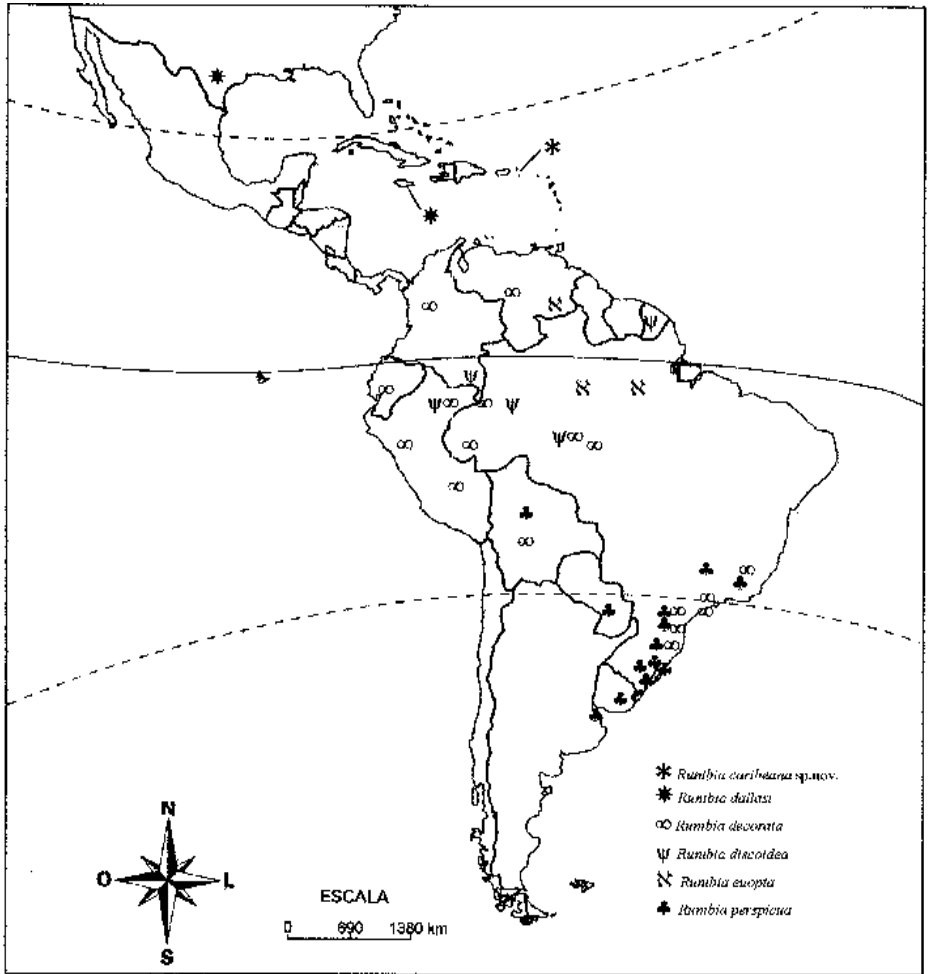 ✻ Rumbia caribeana sp.nov.
✷ Rumbia dallasi
∞ Rumbia decorata
ψ Rumbia discoidea
ℵ Rumbia euopta
♣ Rumbia perspicua
N
O L
S
ESCALA
0 690 1380 km